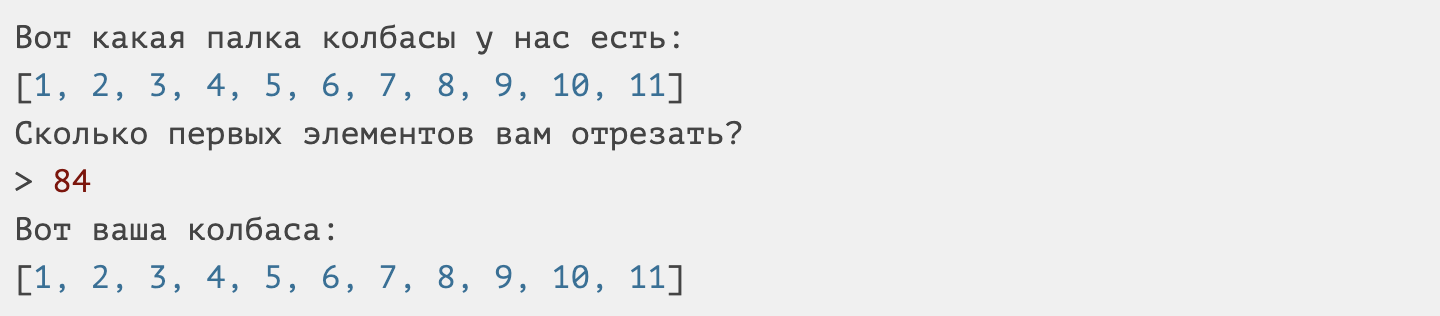 Вот какая палка колбасы у нас есть:
[1, 2, 3, 4, 5, 6, 7, 8, 9, 10, 11]
Сколько первых элементов вам отрезать?
> 84
Вот ваша колбаса:
[1, 2, 3, 4, 5, 6, 7, 8, 9, 10, 11]